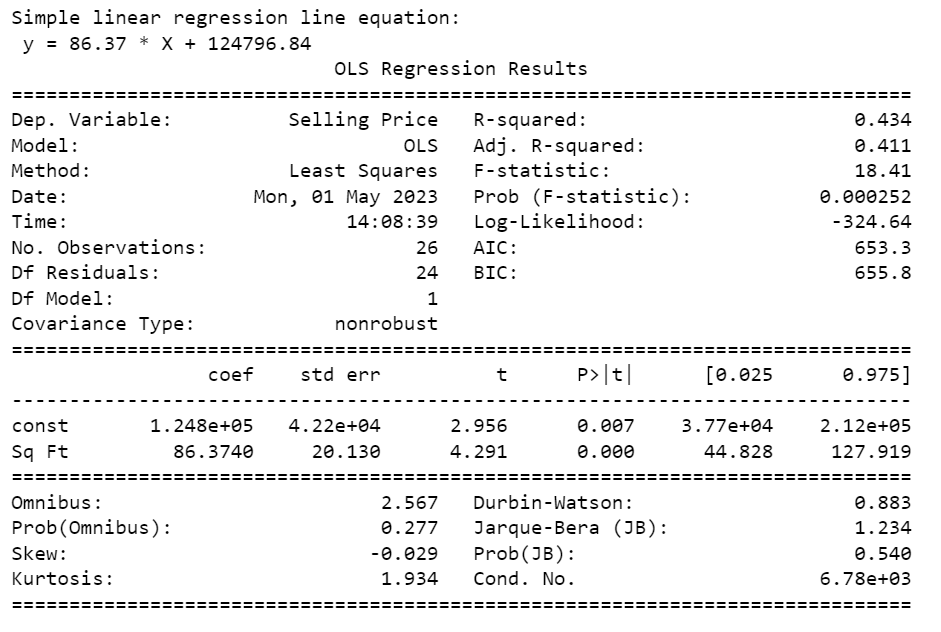 Simple linear regression line equation:
 y = 86.37 * X + 124796.84
                            OLS Regression Results
==============================================================================
Dep. Variable:          Selling Price   R-squared:                       0.434
Model:                            OLS   Adj. R-squared:                  0.411
Method:                 Least Squares   F-statistic:                     18.41
Date:                Mon, 01 May 2023   Prob (F-statistic):           0.000252
Time:                        14:08:39   Log-Likelihood:                -324.64
No. Observations:                  26   AIC:                             653.3
Df Residuals:                      24   BIC:                             655.8
Df Model:                           1
Covariance Type:            nonrobust
==============================================================================
                 coef    std err          t      P>|t|      [0.025      0.975]
------------------------------------------------------------------------------
const       1.248e+05   4.22e+04      2.956      0.007    3.77e+04    2.12e+05
Sq Ft         86.3740     20.130      4.291      0.000      44.828     127.919
==============================================================================
Omnibus:                        2.567   Durbin-Watson:                   0.883
Prob(Omnibus):                  0.277   Jarque-Bera (JB):                1.234
Skew:                          -0.029   Prob(JB):                        0.540
Kurtosis:                       1.934   Cond. No.                     6.78e+03
==============================================================================